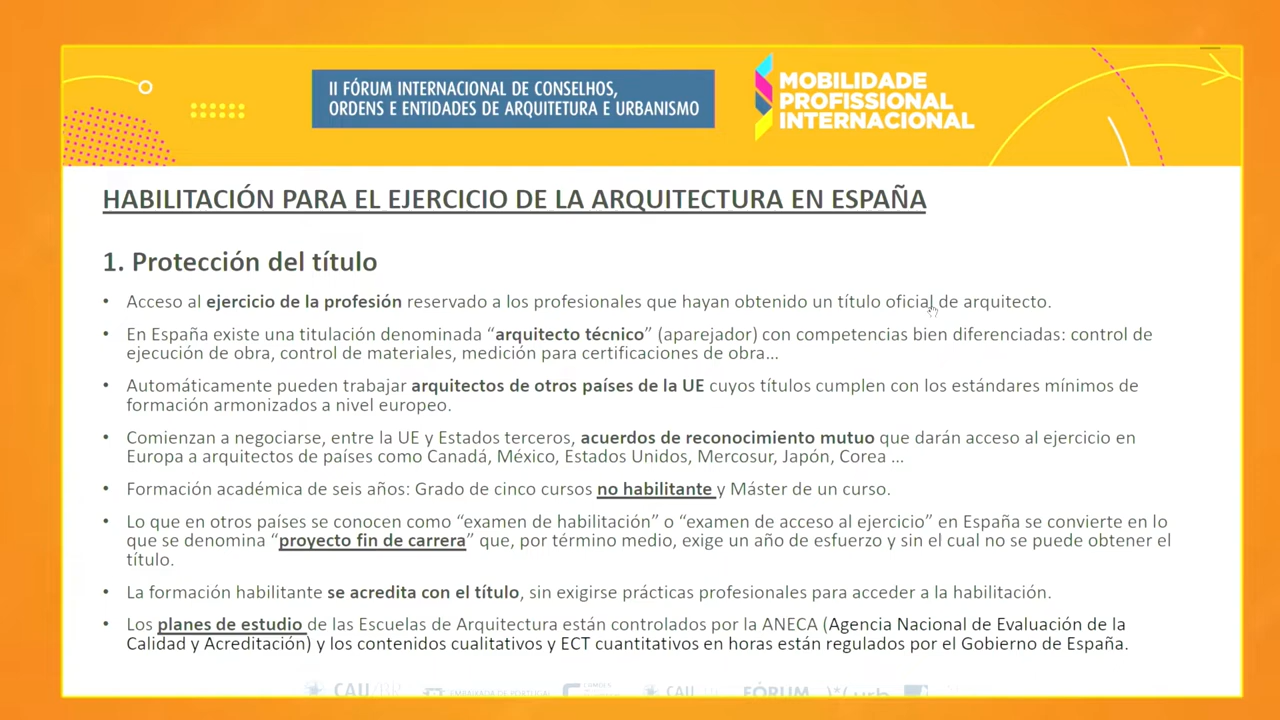 II FÓRUM INTERNACIONAL DE CONSELHOS,
ORDENS E ENTIDADES DE ARQUITETURA E URBANISMO
MOBILIDADE
PROFISSIONAL
INTERNACIONAL
HABILITACIÓN PARA EL EJERCICIO DE LA ARQUITECTURA EN ESPAÑA
1. Protección del título
• Acceso al ejercicio de la profesión reservado a los profesionales que hayan obtenido un título oficial de arquitecto.
• En España existe una titulación denominada “arquitecto técnico” (aparejador) con competencias bien diferenciadas: control de
ejecución de obra, control de materiales, medición para certificaciones de obra...
• Automáticamente pueden trabajar arquitectos de otros países de la UE cuyos títulos cumplen con los estándares mínimos de
formación armonizados a nivel europeo.
• Comienzan a negociarse, entre la UE y Estados terceros, acuerdos de reconocimiento mutuo que darán acceso al ejercicio en
Europa a arquitectos de países como Canadá, México, Estados Unidos, Mercosur, Japón, Corea ...
• Formación académica de seis años: Grado de cinco cursos no habilitante y Máster de un curso.
• Lo que en otros países se conocen como “examen de habilitación” o “examen de acceso al ejercicio” en España se convierte en lo
que se denomina “proyecto fin de carrera” que, por término medio, exige un año de esfuerzo y sin el cual no se puede obtener el
título.
• La formación habilitante se acredita con el título, sin exigirse prácticas profesionales para acceder a la habilitación.
• Los planes de estudio de las Escuelas de Arquitectura están controlados por la ANECA (Agencia Nacional de Evaluación de la
Calidad y Acreditación) y los contenidos cualitativos y ECT cuantitativos en horas están regulados por el Gobierno de España.
CAU/BR EMBAIXADA DE PORTUGAL CAU FÓRUM